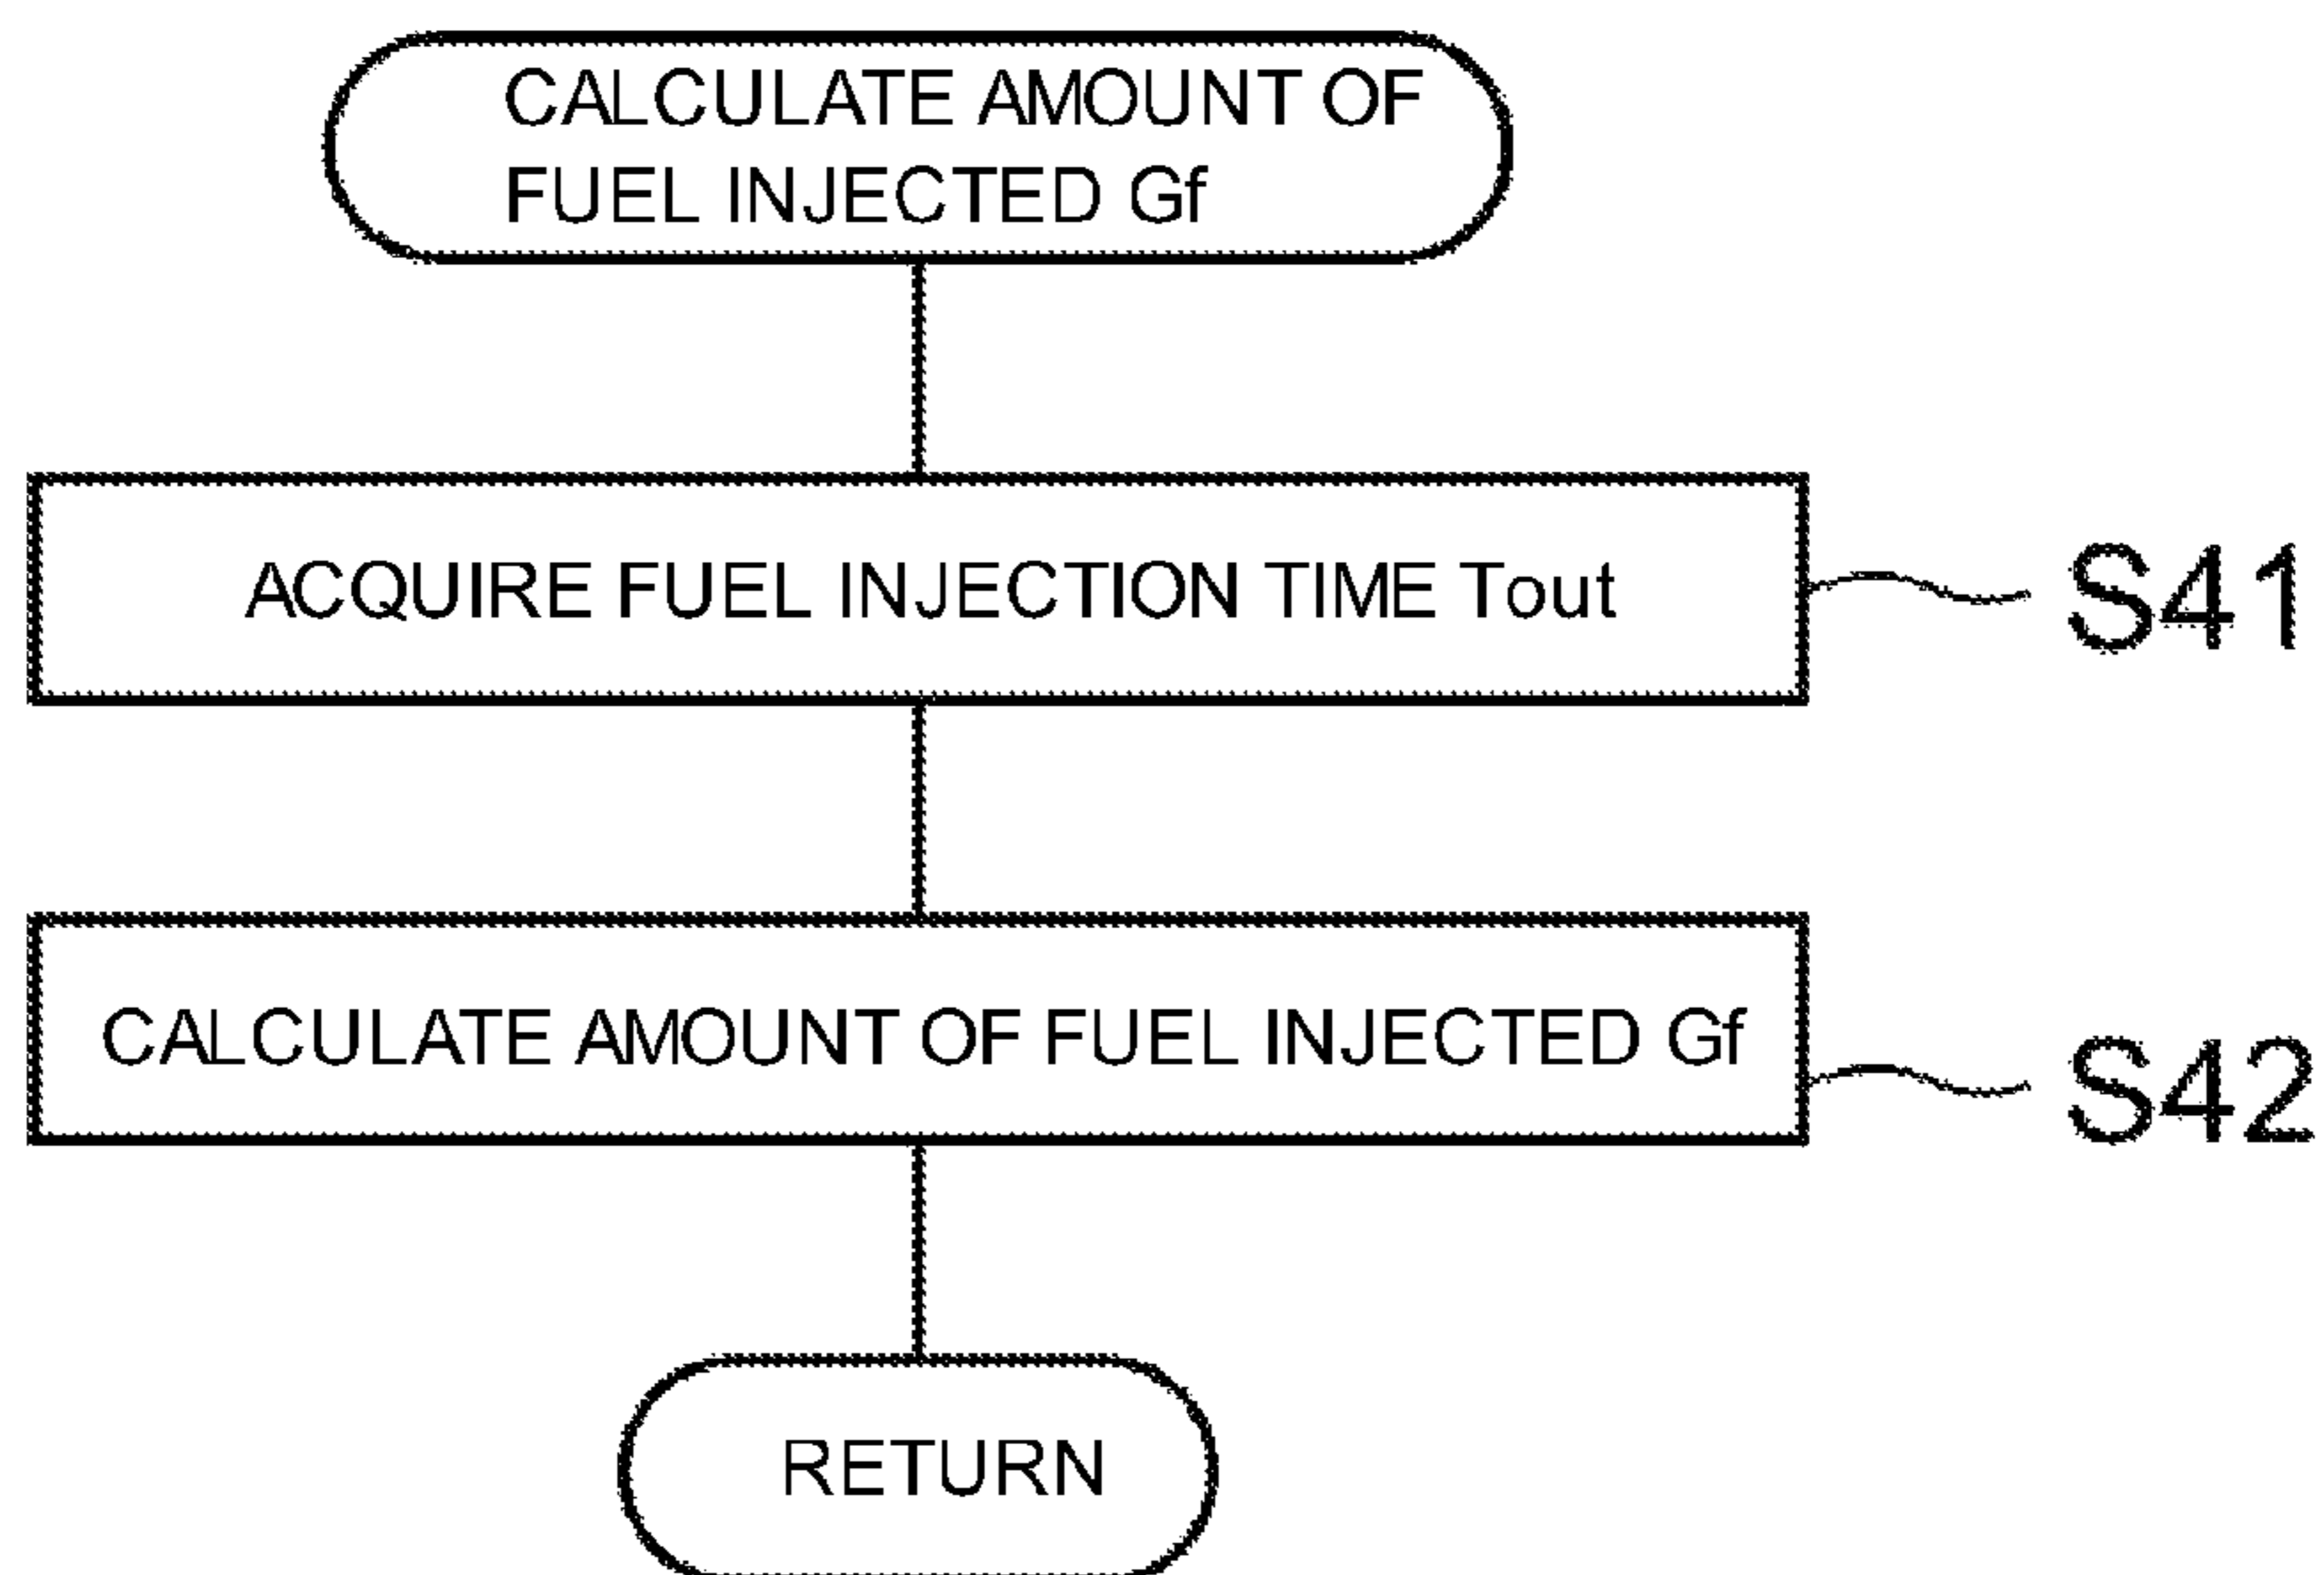 CALCULATE AMOUNT OF
FUEL INJECTED Gf
ACQUIRE FUEL INJECTION TIME Tout
S41
CALCULATE AMOUNT OF FUEL INJECTED Gf
S42
RETURN